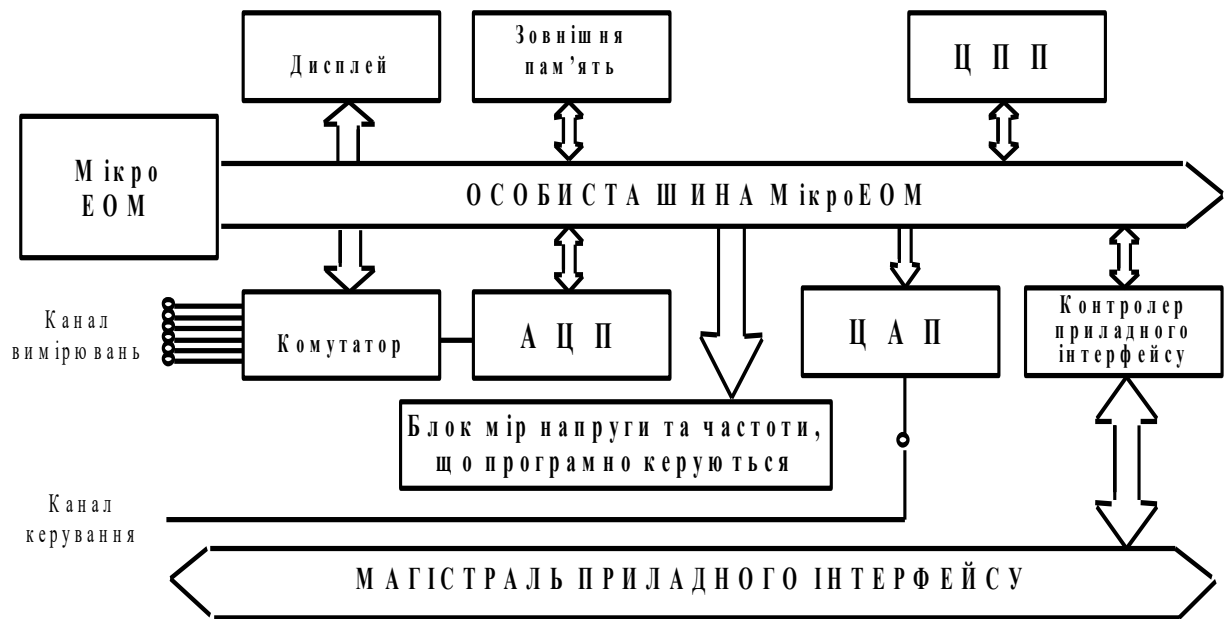 Дисплей
Зовнішня
пам’ять
ЦПП
Мікро
ЕОМ
ОСОБИСТА ШИНА МікроЕОМ
Канал
вимірювань
Комутатор
АЦП
ЦАП
Контролер
приладного
інтерфейсу
Блок мір напруги та частоти,
що програмно керуються
Канал
керування
МАГІСТРАЛЬ ПРИЛАДНОГО ІНТЕРФЕЙСУ